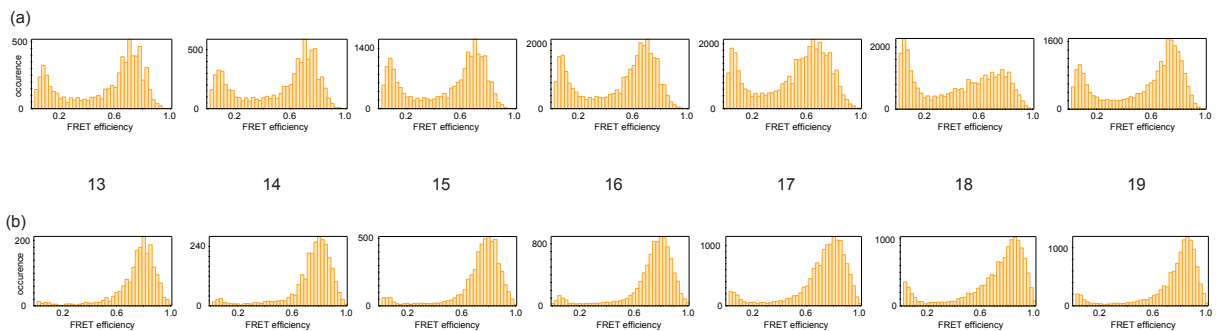 (a)
500 500 1400 2000 2000 2000 1600
occurence
0 0 0 0 0 0 0
0.2 0.6 1.0 0.2 0.6 1.0 0.2 0.6 1.0 0.2 0.6 1.0 0.2 0.6 1.0 0.2 0.6 1.0 0.2 0.6 1.0
FRET efficiency FRET efficiency FRET efficiency FRET efficiency FRET efficiency FRET efficiency FRET efficiency
13 14 15 16 17 18 19
(b)
200 240 500 800 1000 1000 1000
occurence
0 0 0 0 0 0 0
0.2 0.6 1.0 0.2 0.6 1.0 0.2 0.6 1.0 0.2 0.6 1.0 0.2 0.6 1.0 0.2 0.6 1.0 0.2 0.6 1.0
FRET efficiency FRET efficiency FRET efficiency FRET efficiency FRET efficiency FRET efficiency FRET efficiency